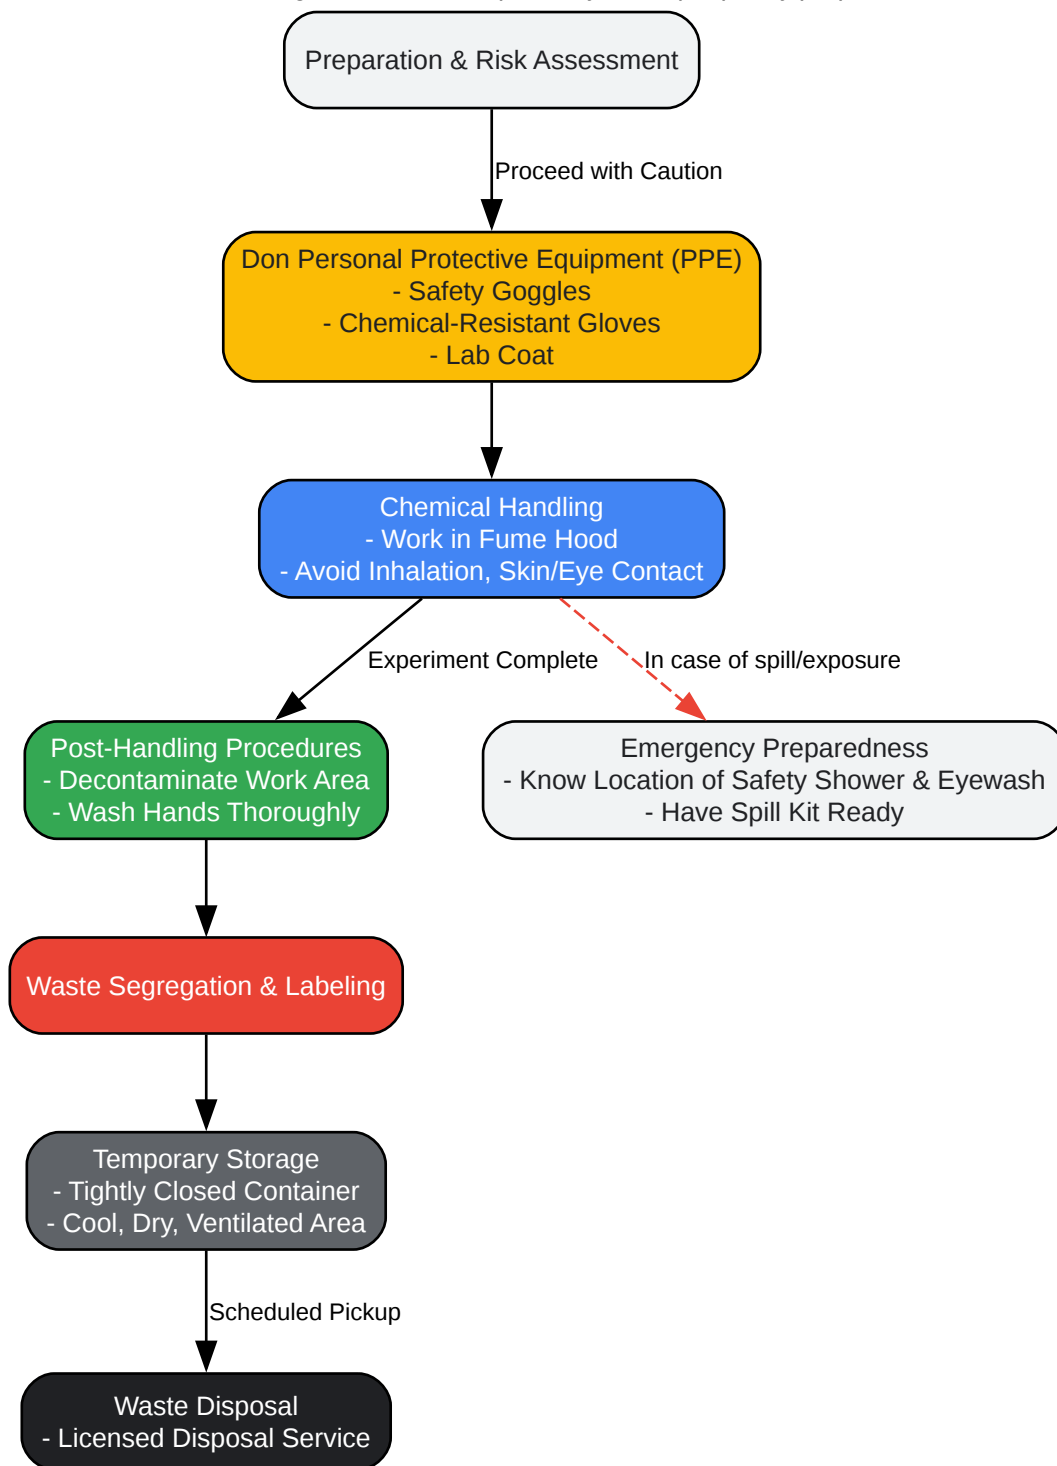 Preparation & Risk Assessment
Proceed with Caution
Don Personal Protective Equipment (PPE)
- Safety Goggles
- Chemical-Resistant Gloves
- Lab Coat
Chemical Handling
- Work in Fume Hood
- Avoid Inhalation, Skin/Eye Contact
Experiment Complete
In case of spill/exposure
Post-Handling Procedures
- Decontaminate Work Area
- Wash Hands Thoroughly
Emergency Preparedness
- Know Location of Safety Shower & Eyewash
- Have Spill Kit Ready
Waste Segregation & Labeling
Temporary Storage
- Tightly Closed Container
- Cool, Dry, Ventilated Area
Scheduled Pickup
Waste Disposal
- Licensed Disposal Service